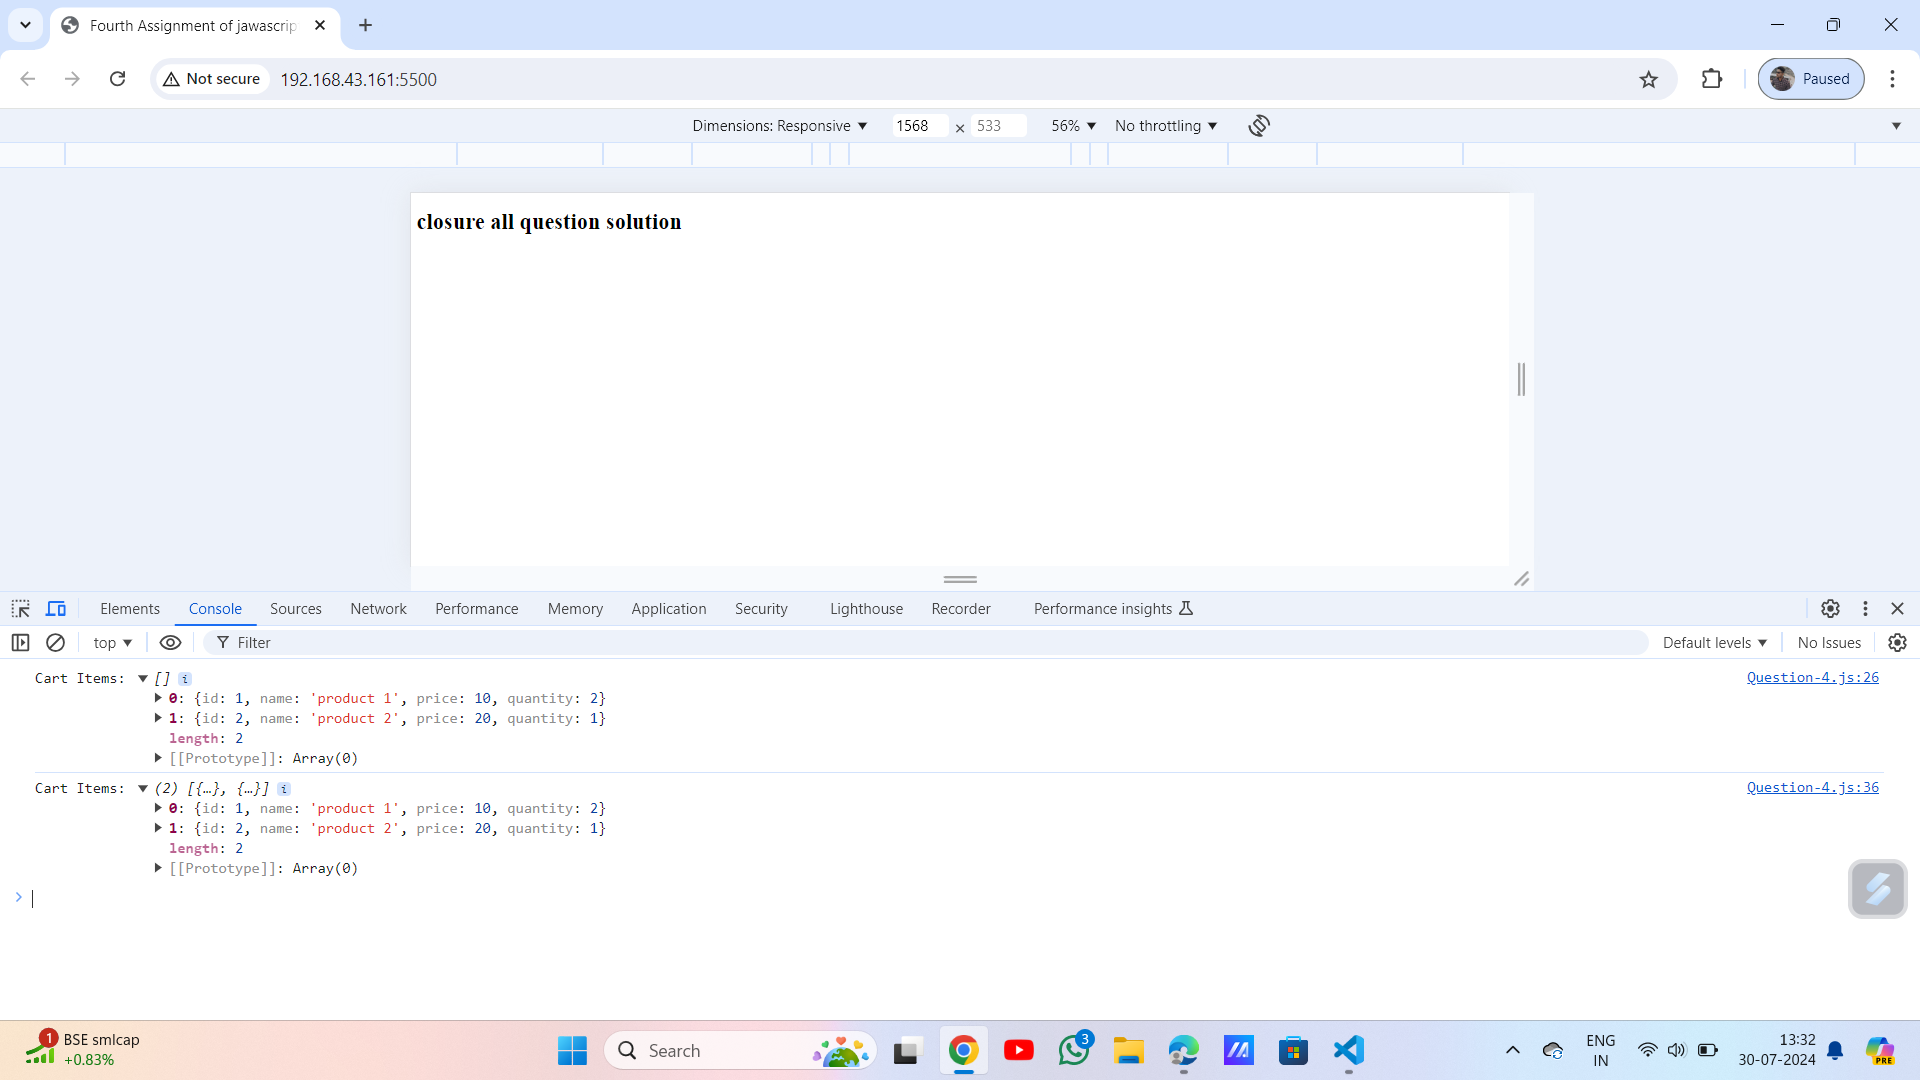 Fourth Assignment of jawascrip
Not secure
192.168.43.161:5500
Paused
Dimensions: Responsive ▼ 1568 × 533 56% ▼ No throttling ▼
closure all question solution
Elements Console Sources Network Performance Memory Application Security Lighthouse Recorder Performance insights
top ▼ Filter Default levels ▼ No Issues
Cart Items: ▼ [] i Question-4.js:26
▶ 0: {id: 1, name: 'product 1', price: 10, quantity: 2}
▶ 1: {id: 2, name: 'product 2', price: 20, quantity: 1}
length: 2
▶ [[Prototype]]: Array(0)
Cart Items: ▼ (2) [{…}, {…}] i Question-4.js:36
▶ 0: {id: 1, name: 'product 1', price: 10, quantity: 2}
▶ 1: {id: 2, name: 'product 2', price: 20, quantity: 1}
length: 2
▶ [[Prototype]]: Array(0)
1
BSE smlcap
+0.83%
Search
3
ENG
IN
13:32
30-07-2024
PRE